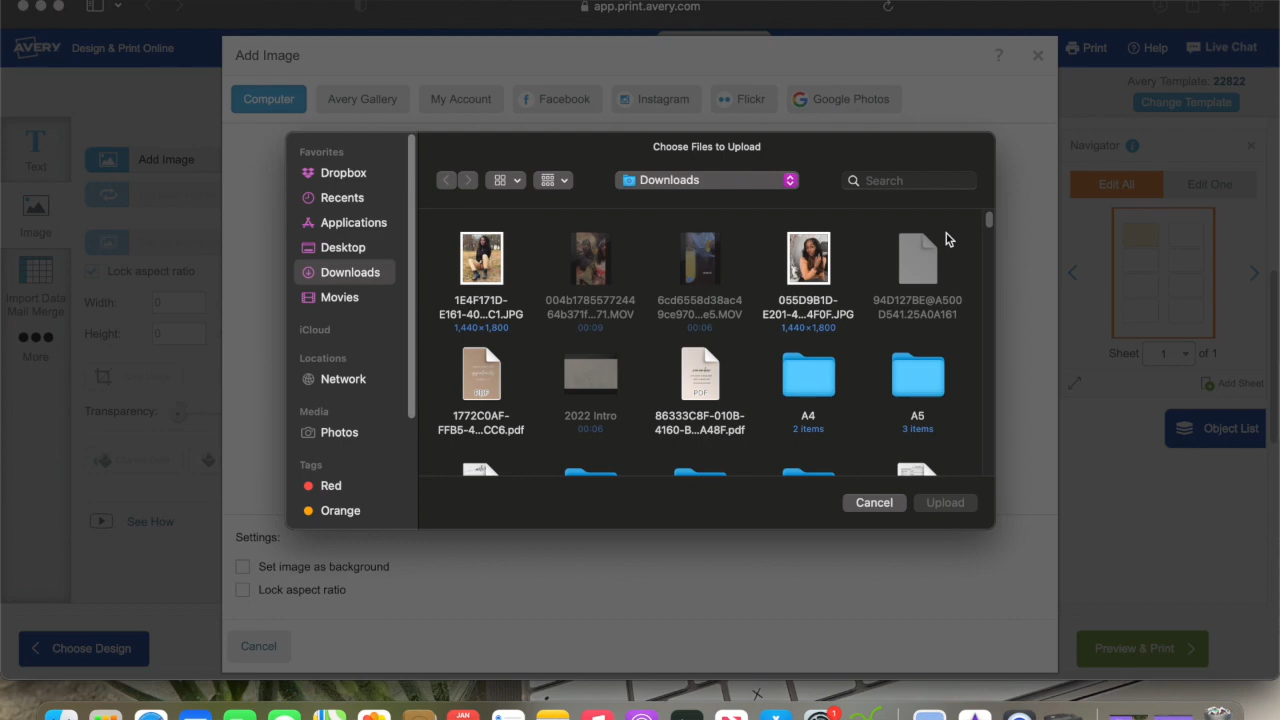 app.print.avery.com
AVERY Design & Print Online
Print
Help
Live Chat
Add Image
?
Computer
Avery Gallery
My Account
Facebook
Instagram
Flickr
Google Photos
Avery Template: 22822
Change Template
Text
Image
Import Data
Mail Merge
More
Add Image
Lock aspect ratio
Width: 0
Height: 0
Transparency:
See How
Choose Files to Upload
Favorites
Dropbox
Recents
Applications
Desktop
Downloads
Movies
iCloud
Locations
Network
Media
Photos
Tags
Red
Orange
Downloads
Search
1E4F171D-
E161-40...C1.JPG
1,440×1,800
004b1785577244
64b371f...71.MOV
00:09
6cd6558d38ac4
9ce970...e5.MOV
00:06
055D9B1D-
E201-4...4F0F.JPG
1,440×1,800
94D127BE@A500
D541.25A0A161
PDF
1772C0AF-
FFB5-4...CC6.pdf
2022 Intro
00:06
PDF
86333C8F-010B-
4160-B...A48F.pdf
A4
2 items
A5
3 items
Cancel
Upload
Navigator
Edit All
Edit One
Sheet 1 of 1
Add Sheet
Object List
Settings:
Set image as background
Lock aspect ratio
Cancel
Choose Design
Preview & Print
JAN
1